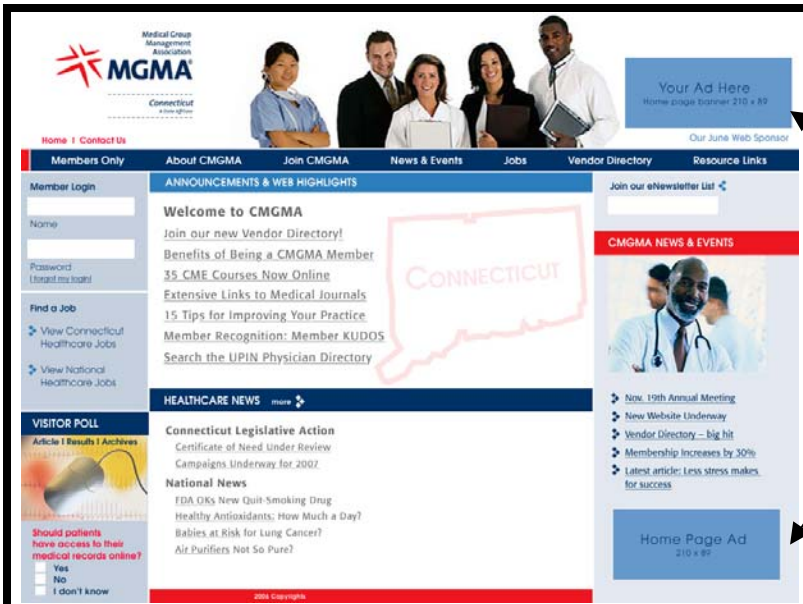 Medical Group
Management
Association
MGMA
Connecticut
A State Affiliate
Home | Contact Us
Your Ad Here
Home page banner 210 x 89
Our June Web Sponsor
Members Only
About CMGMA
Join CMGMA
News & Events
Jobs
Vendor Directory
Resource Links
Member Login
Name
Password
I forgot my login!
Find a Job
View Connecticut
Healthcare Jobs
View National
Healthcare Jobs
VISITOR POLL
Article | Results | Archives
Should patients
have access to their
medical records online?
Yes
No
I don't know
ANNOUNCEMENTS & WEB HIGHLIGHTS
Welcome to CMGMA
Join our new Vendor Directory!
Benefits of Being a CMGMA Member
35 CME Courses Now Online
Extensive Links to Medical Journals
15 Tips for Improving Your Practice
Member Recognition: Member KUDOS
Search the UPIN Physician Directory
CONNECTICUT
HEALTHCARE NEWS more
Connecticut Legislative Action
Certificate of Need Under Review
Campaigns Underway for 2007
National News
FDA OKs New Quit-Smoking Drug
Healthy Antioxidants: How Much a Day?
Babies at Risk for Lung Cancer?
Air Purifiers Not So Pure?
2006 Copyrights
Join our eNewsletter List
CMGMA NEWS & EVENTS
Nov. 19th Annual Meeting
New Website Underway
Vendor Directory – big hit
Membership Increases by 30%
Latest article: Less stress makes
for success
Home Page Ad
210 x 89